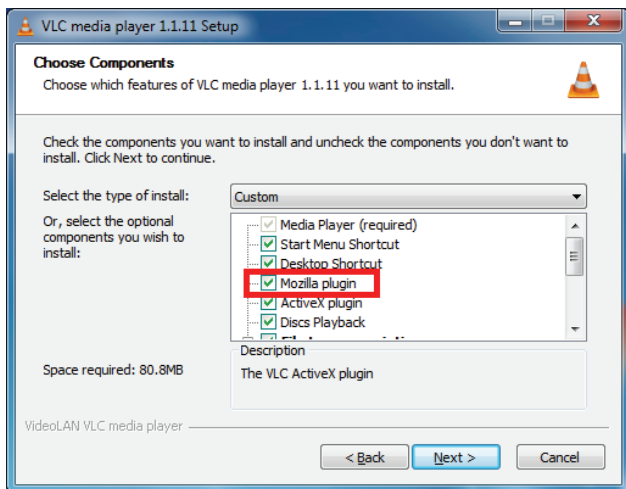 VLC media player 1.1.11 Setup
Choose Components
Choose which features of VLC media player 1.1.11 you want to install.
Check the components you want to install and uncheck the components you don't want to
install. Click Next to continue.
Select the type of install:
Custom
Or, select the optional
components you wish to
install:
Media Player (required)
Start Menu Shortcut
Desktop Shortcut
Mozilla plugin
ActiveX plugin
Discs Playback
Space required: 80.8MB
Description
The VLC ActiveX plugin
VideoLAN VLC media player
< Back
Next >
Cancel